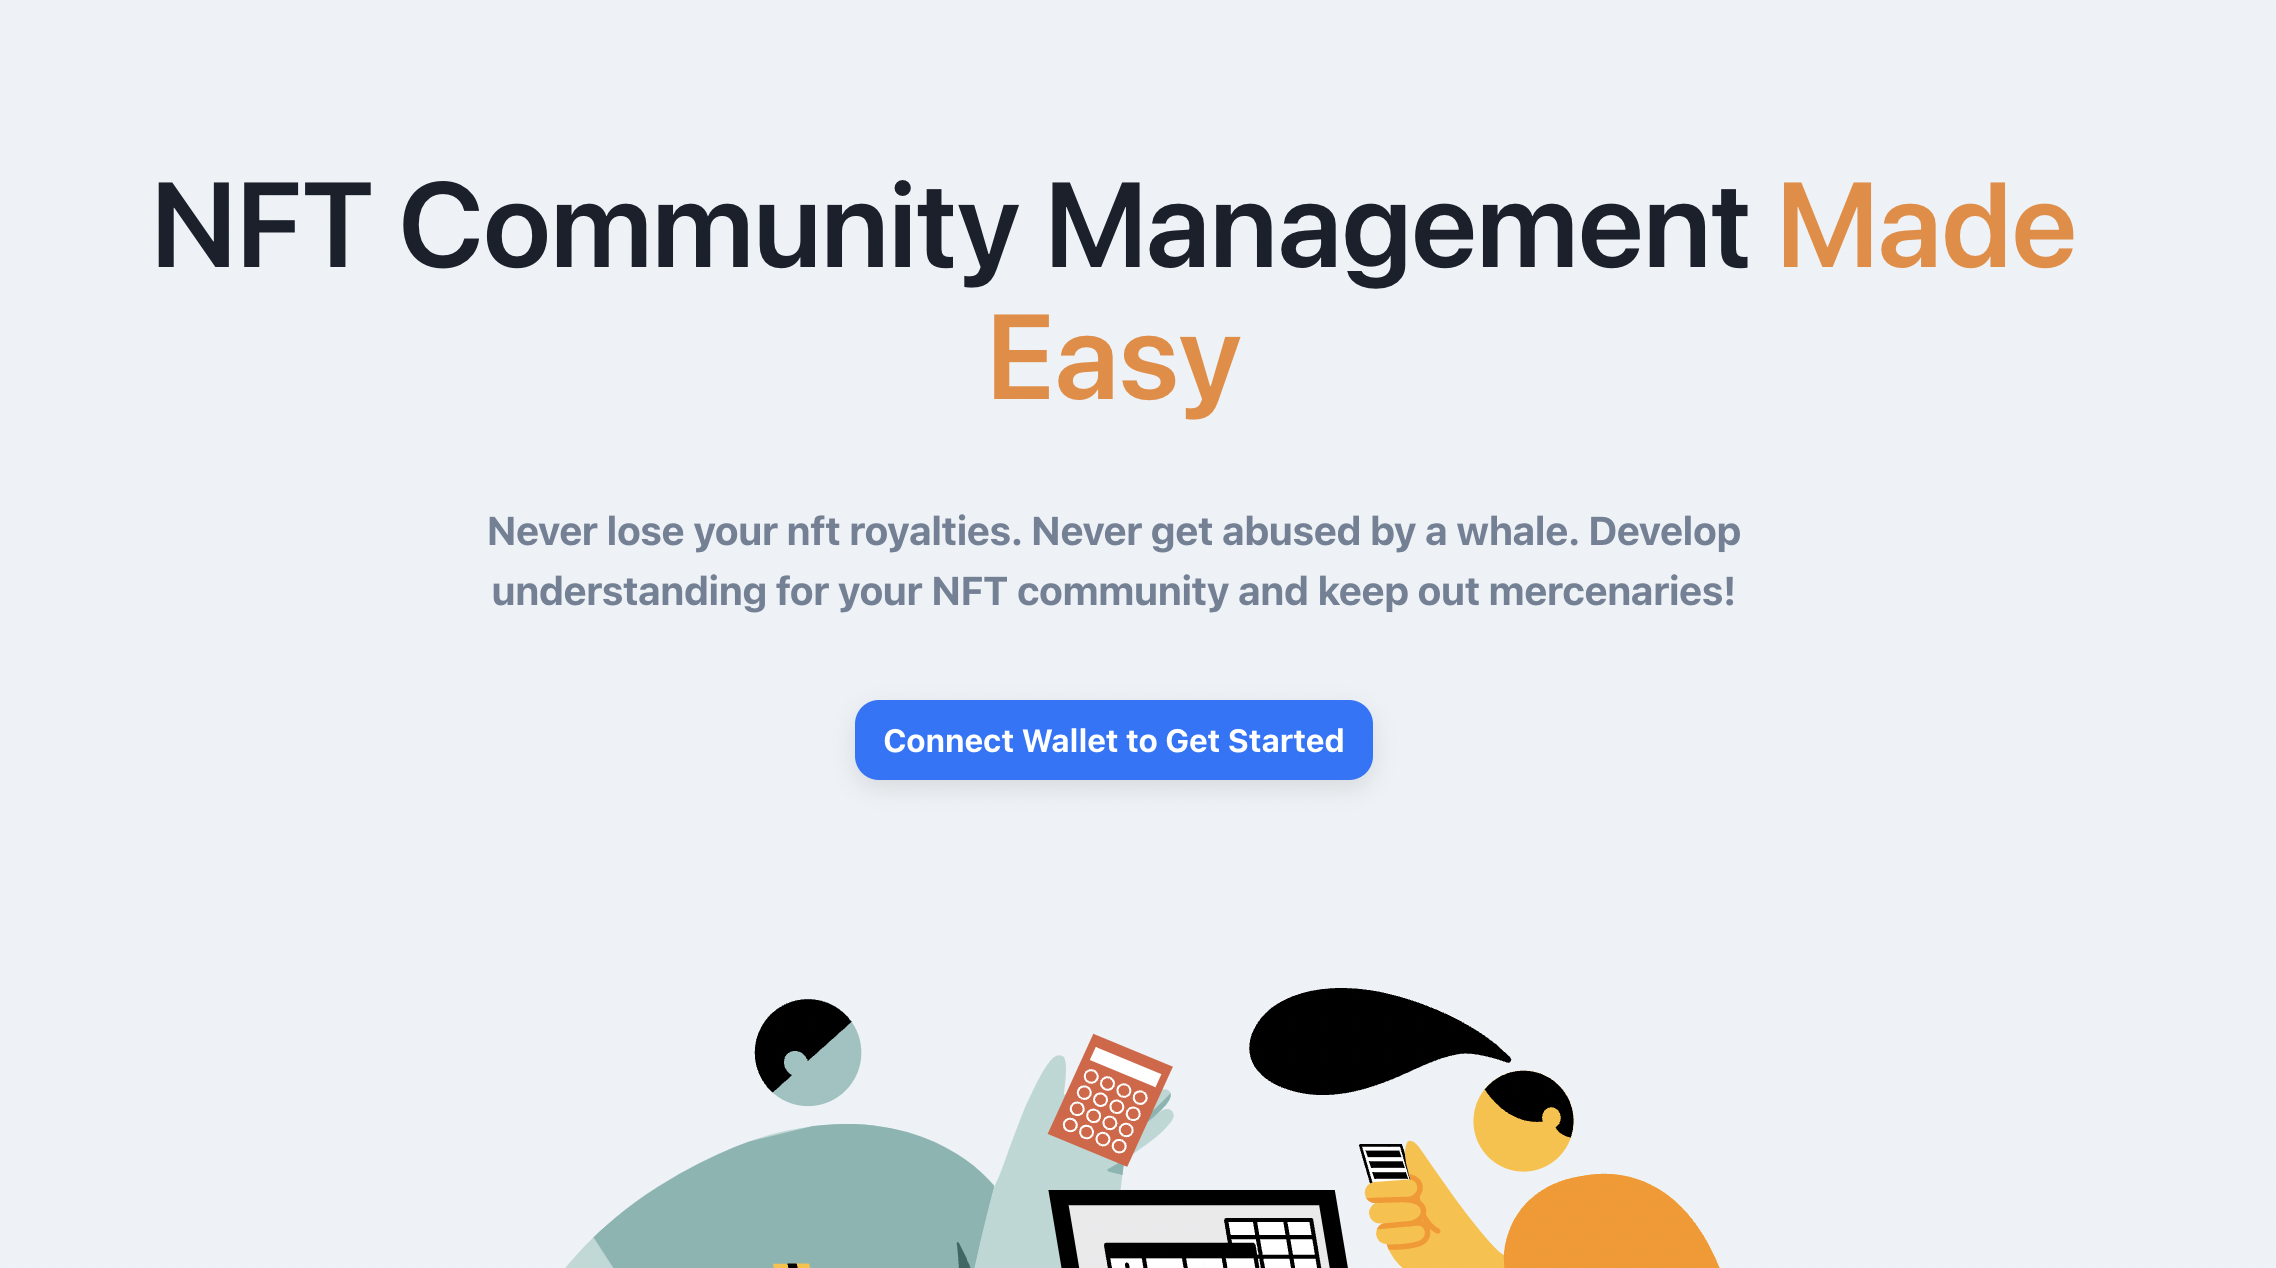 NFT Community Management Made
Easy
Never lose your nft royalties. Never get abused by a whale. Develop
understanding for your NFT community and keep out mercenaries!
Connect Wallet to Get Started